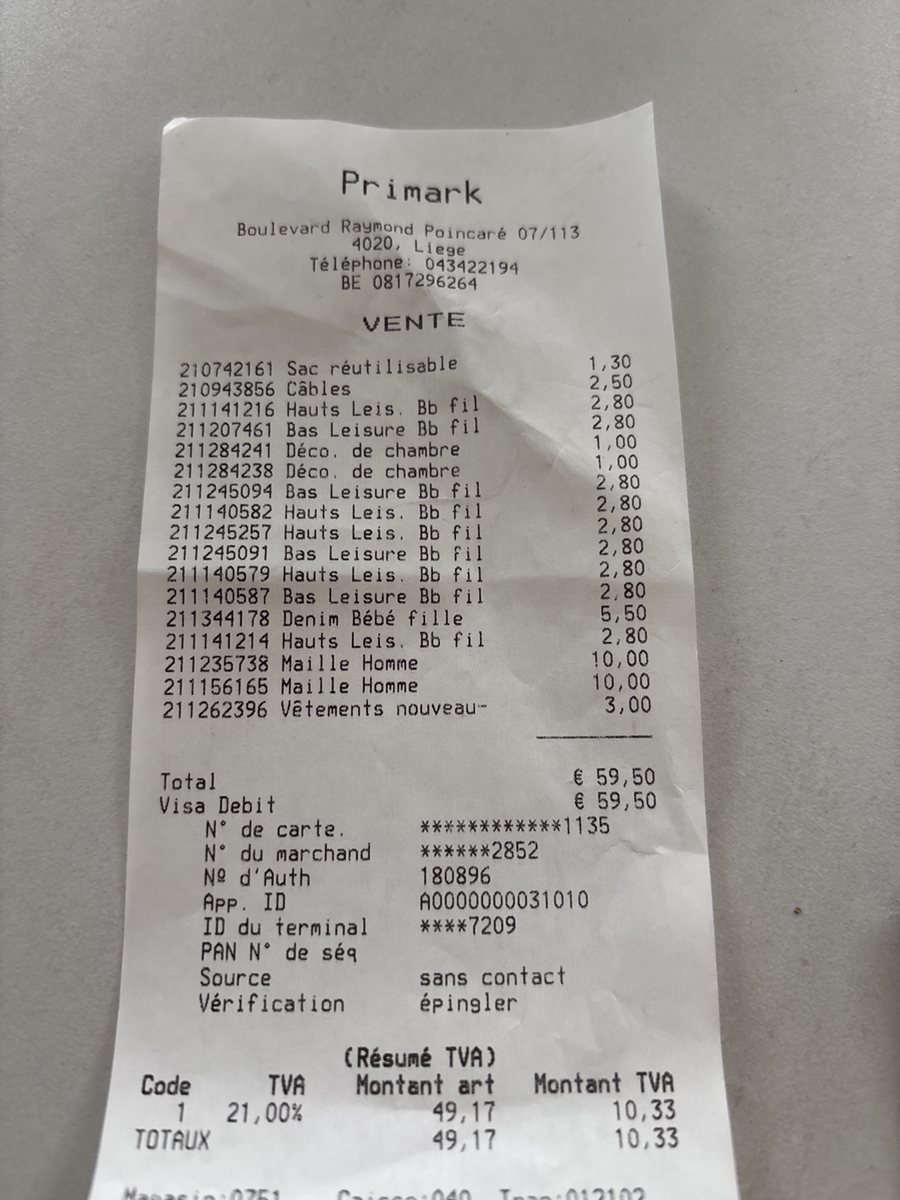 Primark
Boulevard Raymond Poincaré 07/113
4020, Liege
Téléphone: 043422194
BE 0817296264
VENTE
210742161 Sac réutilisable 1,30
210943856 Câbles 2,50
211141216 Hauts Leis. Bb fil 2,80
211207461 Bas Leisure Bb fil 2,80
211284241 Déco. de chambre 1,00
211284238 Déco. de chambre 1,00
211245094 Bas Leisure Bb fil 2,80
211140582 Hauts Leis. Bb fil 2,80
211245257 Hauts Leis. Bb fil 2,80
211245091 Bas Leisure Bb fil 2,80
211140579 Hauts Leis. Bb fil 2,80
211140587 Bas Leisure Bb fil 2,80
211344178 Denim Bébé fille 5,50
211141214 Hauts Leis. Bb fil 2,80
211235738 Maille Homme 10,00
211156165 Maille Homme 10,00
211262396 Vêtements nouveau- 3,00
Total € 59,50
Visa Debit € 59,50
N° de carte. ************1135
N° du marchand ******2852
Nº d'Auth 180896
App. ID A0000000031010
ID du terminal ****7209
PAN N° de séq
Source sans contact
Vérification épingler
(Résumé TVA)
Code TVA Montant art Montant TVA
1 21,00% 49,17 10,33
TOTAUX 49,17 10,33